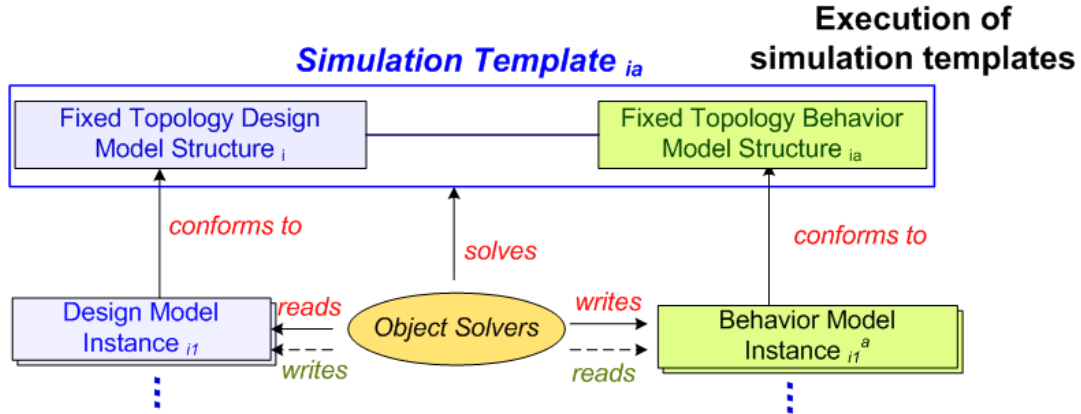 Execution of
simulation templates
Simulation Template ia
Fixed Topology Design
Model Structure i
Fixed Topology Behavior
Model Structure ia
conforms to
solves
conforms to
Design Model
Instance i1
reads
writes
Object Solvers
writes
reads
Behavior Model
Instance i1 a